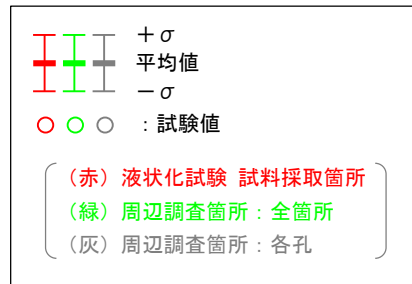 ＋σ
平均値
－σ
：試験値
（赤）液状化試験 試料採取箇所
（緑）周辺調査箇所：全箇所
（灰）周辺調査箇所：各孔